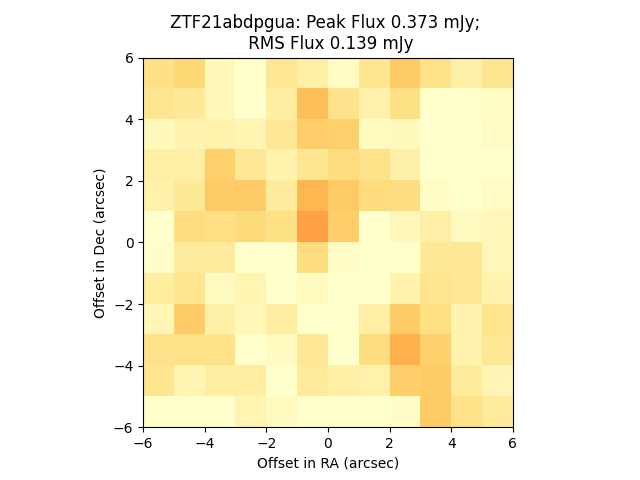 ZTF21abdpgua: Peak Flux 0.373 mJy;
RMS Flux 0.139 mJy
6
4
2
0
−2
−4
−6
Offset in Dec (arcsec)
−6 −4 −2 0 2 4 6
Offset in RA (arcsec)